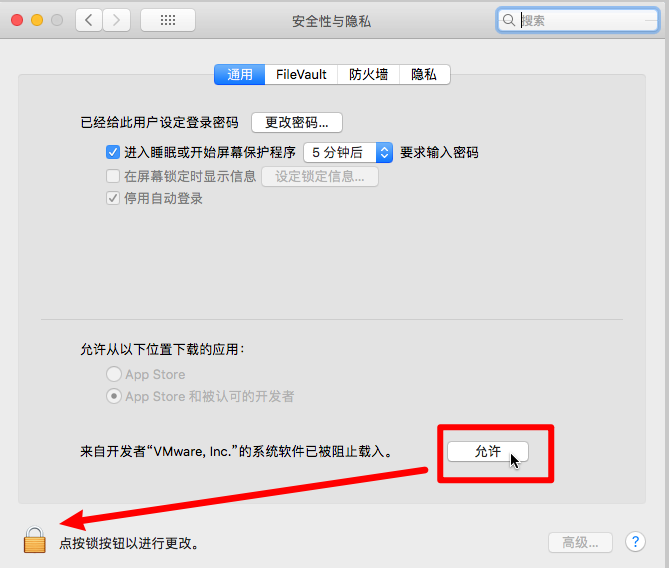 安全性与隐私
搜索
通用 FileVault 防火墙 隐私
已经给此用户设定登录密码 更改密码...
进入睡眠或开始屏幕保护程序 5 分钟后 要求输入密码
在屏幕锁定时显示信息 设定锁定信息...
停用自动登录
允许从以下位置下载的应用：
App Store
App Store 和被认可的开发者
来自开发者“VMware, Inc.”的系统软件已被阻止载入。 允许
点按锁按钮以进行更改。 高级... ?